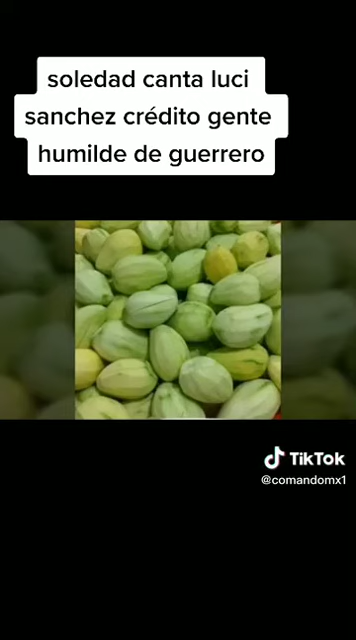 soledad canta luci
sanchez crédito gente
humilde de guerrero
TikTok
@comandomx1